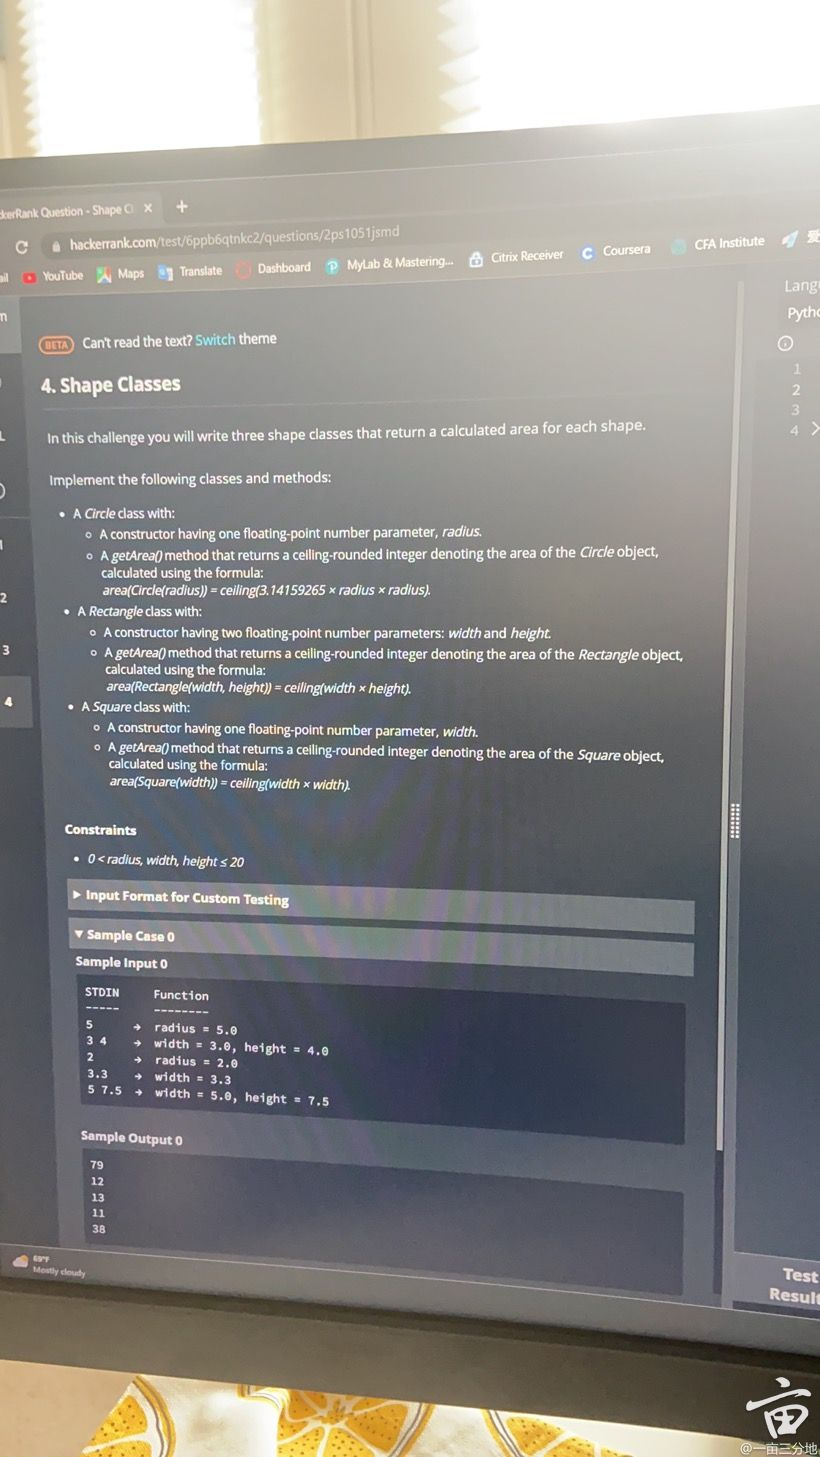 kerRank Question - Shape Cl × +
hackerrank.com/test/6ppb6qtnkc2/questions/2ps1051jsmd
ail YouTube Maps Translate Dashboard MyLab & Mastering... Citrix Receiver Coursera CFA Institute 爱
BETA Can't read the text? Switch theme
4. Shape Classes
In this challenge you will write three shape classes that return a calculated area for each shape.
Implement the following classes and methods:
• A Circle class with:
○ A constructor having one floating-point number parameter, radius.
○ A getArea() method that returns a ceiling-rounded integer denoting the area of the Circle object,
calculated using the formula:
area(Circle(radius)) = ceiling(3.14159265 × radius × radius).
• A Rectangle class with:
○ A constructor having two floating-point number parameters: width and height.
○ A getArea() method that returns a ceiling-rounded integer denoting the area of the Rectangle object,
calculated using the formula:
area(Rectangle(width, height)) = ceiling(width × height).
• A Square class with:
○ A constructor having one floating-point number parameter, width.
○ A getArea() method that returns a ceiling-rounded integer denoting the area of the Square object,
calculated using the formula:
area(Square(width)) = ceiling(width × width).
Constraints
• 0 < radius, width, height ≤ 20
▶ Input Format for Custom Testing
▼ Sample Case 0
Sample Input 0
STDIN Function
----- --------
5 → radius = 5.0
3 4 → width = 3.0, height = 4.0
2 → radius = 2.0
3.3 → width = 3.3
5 7.5 → width = 5.0, height = 7.5
Sample Output 0
79
12
13
11
38
1
2
3
4
Lang
Pytho
1
2
3
4 >
Test
Result
69°F
Mostly cloudy
亩
@一亩三分地